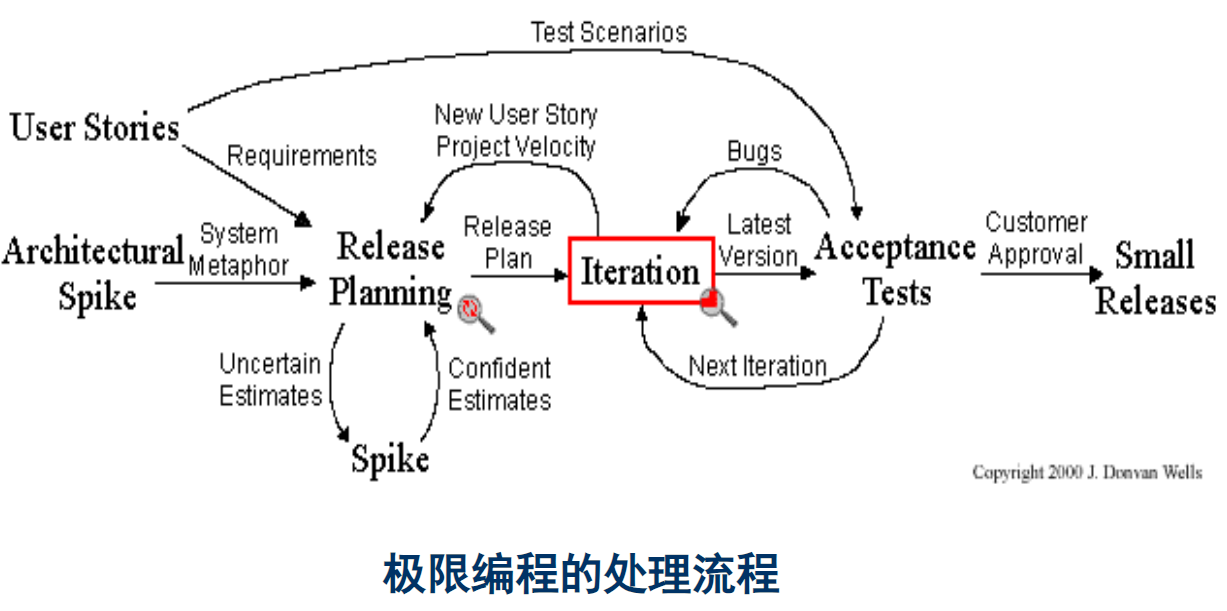 Test Scenarios
User Stories
Requirements
New User Story
Project Velocity
Bugs
Architectural
Spike
System
Metaphor
Release
Planning
Release
Plan
Iteration
Latest
Version
Acceptance
Tests
Customer
Approval
Small
Releases
Uncertain
Estimates
Confident
Estimates
Next Iteration
Spike
Copyright 2000 J. Donvan Wells
极限编程的处理流程